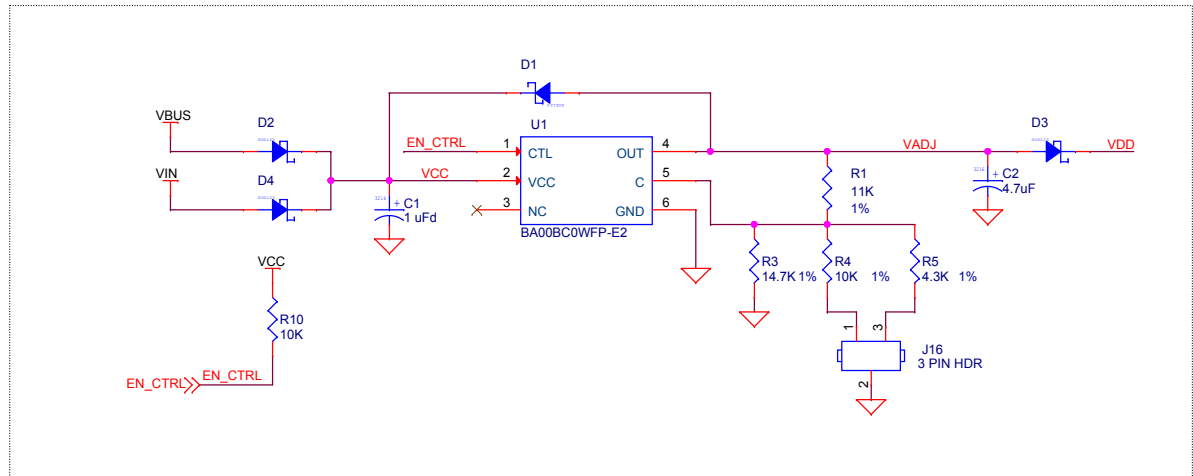 D1
VBUS
D2
U1
D3
EN_CTRL
1
CTL
OUT
4
VADJ
VDD
VIN
D4
VCC
2
VCC
C
5
R1
11K
1%
+
C2
4.7uF
3216
3216
+
C1
1 uFd
3
NC
GND
6
BA00BC0WFP-E2
VCC
R3
14.7K 1%
R4
10K 1%
R5
4.3K 1%
R10
10K
1
3
J16
3 PIN HDR
2
EN_CTRL
EN_CTRL